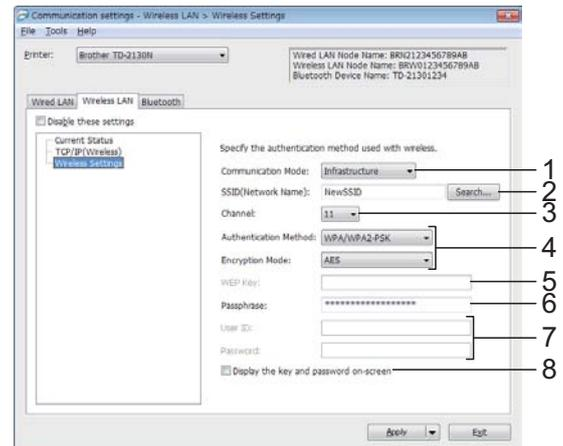 Communication settings - Wireless LAN > Wireless Settings
File Tools Help
Printer: Brother TD-2130N
Wired LAN Node Name: BRN2123456789AB
Wireless LAN Node Name: BRW0123456789AB
Bluetooth Device Name: TD-21301234
Wired LAN Wireless LAN Bluetooth
Disable these settings
Current Status
TCP/IP(Wireless)
Wireless Settings
Specify the authentication method used with wireless.
Communication Mode: Infrastructure 1
SSID(Network Name): NewSSID Search... 2
Channel: 11 3
Authentication Method: WPA/WPA2-PSK 4
Encryption Mode: AES
WEP Key: 5
Passphrase: ****************** 6
User ID: 7
Password:
Display the key and password on-screen 8
Apply Exit